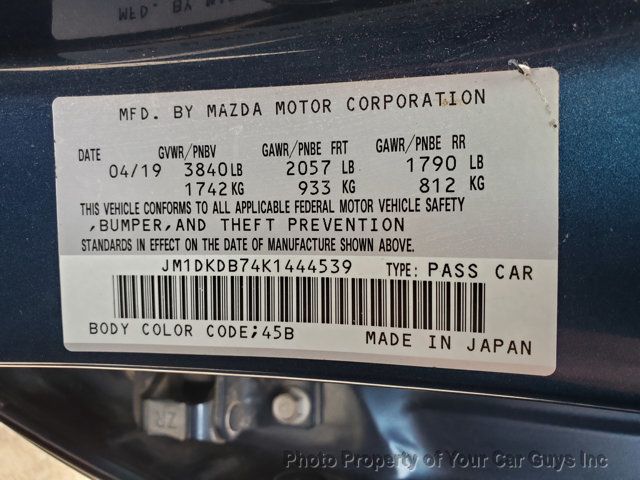 MFD. BY MAZDA MOTOR CORPORATION
DATE GVWR/PNBV GAWR/PNBE FRT GAWR/PNBE RR
04/19 3840LB 2057 LB 1790 LB
1742KG 933 KG 812 KG
THIS VEHICLE CONFORMS TO ALL APPLICABLE FEDERAL MOTOR VEHICLE SAFETY
,BUMPER,AND THEFT PREVENTION
STANDARDS IN EFFECT ON THE DATE OF MANUFACTURE SHOWN ABOVE.
JM1DKDB74K1444539 TYPE: PASS CAR
BODY COLOR CODE;45B
MADE IN JAPAN
ZR
Photo Property of Your Car Guys Inc